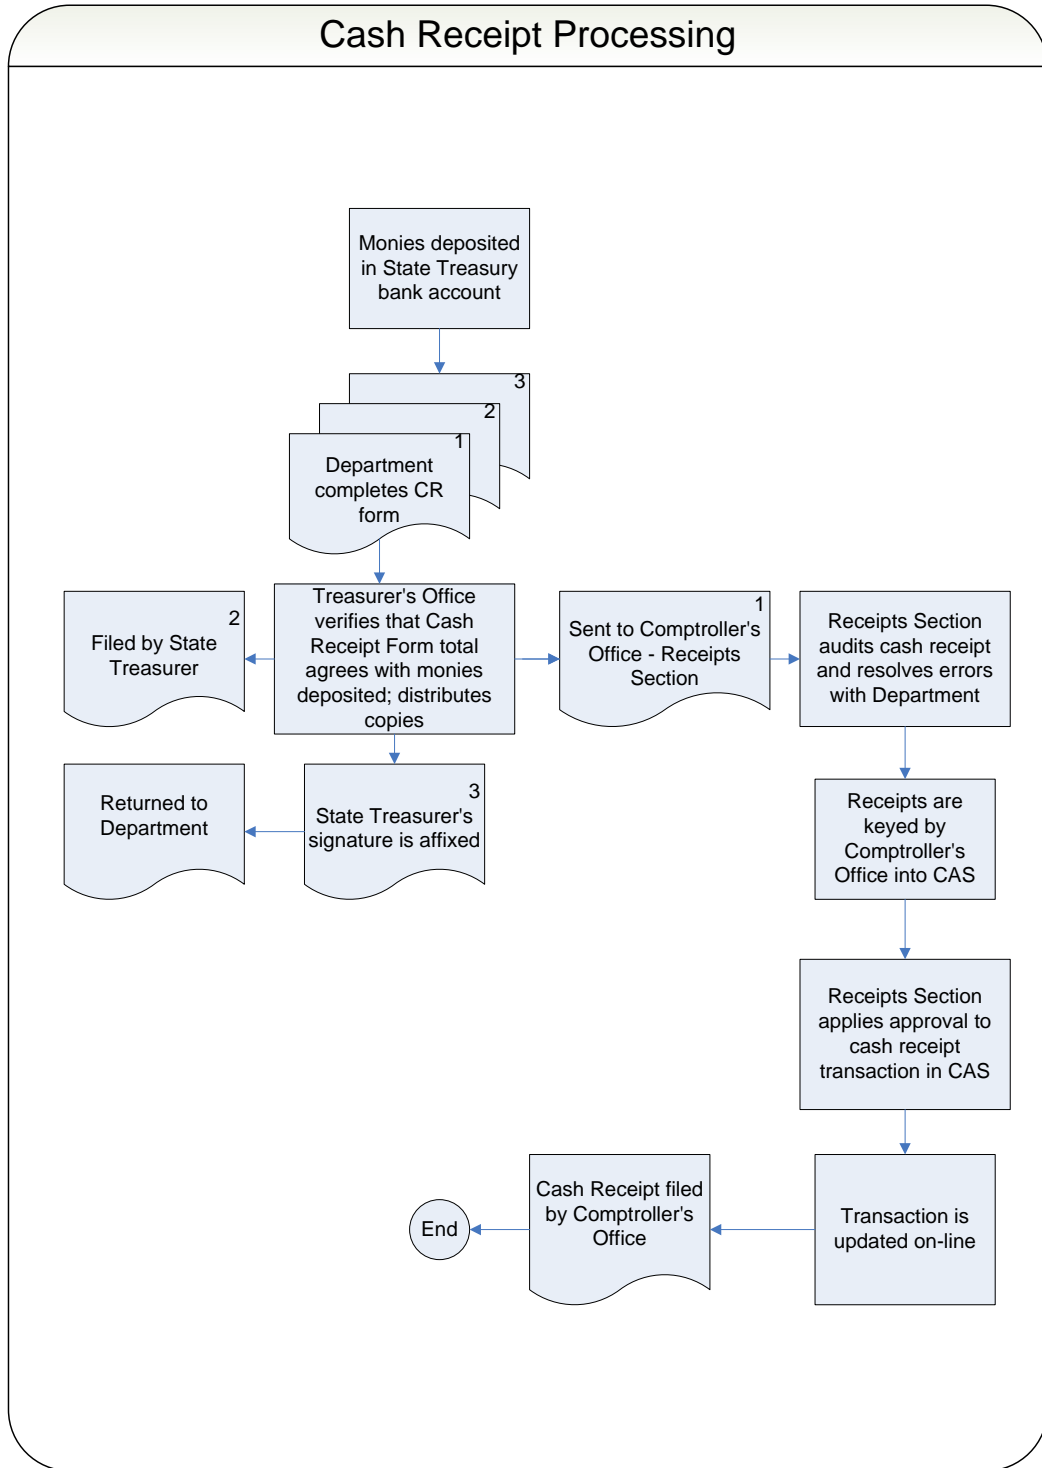 Cash Receipt Processing
Monies deposited
in State Treasury
bank account
3
2
1
Department
completes CR
form
2
Filed by State
Treasurer
Treasurer's Office
verifies that Cash
Receipt Form total
agrees with monies
deposited; distributes
copies
1
Sent to Comptroller's
Office - Receipts
Section
Receipts Section
audits cash receipt
and resolves errors
with Department
Returned to
Department
3
State Treasurer's
signature is affixed
Receipts are
keyed by
Comptroller's
Office into CAS
Receipts Section
applies approval to
cash receipt
transaction in CAS
End
Cash Receipt filed
by Comptroller's
Office
Transaction is
updated on-line